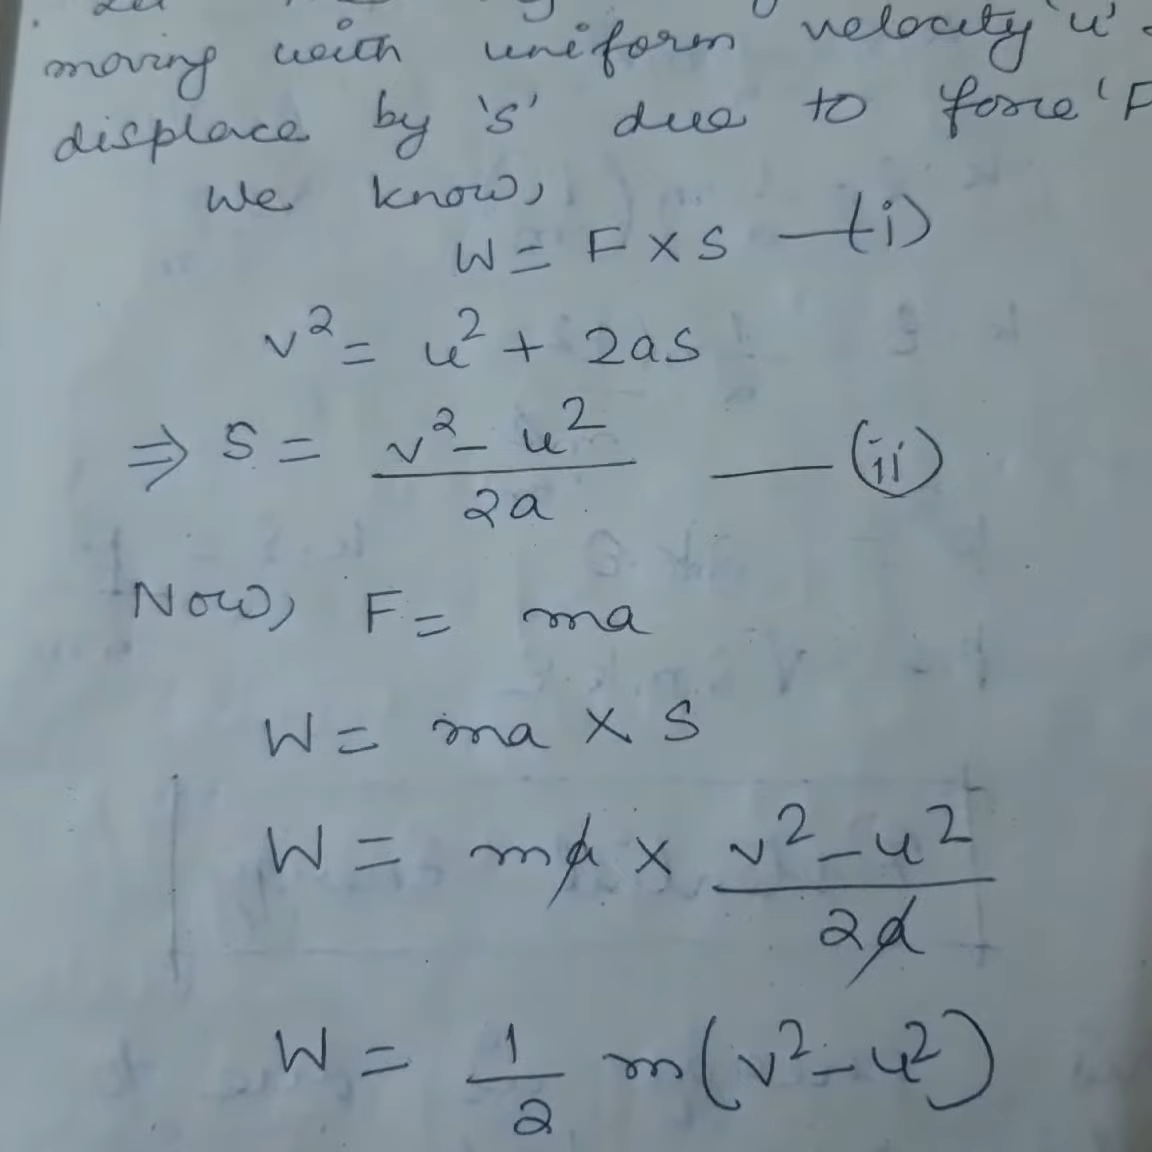 moving with uniform velocity 'u'
displace by 's' due to force 'F
We know,
W = F × S —(i)
v² = u² + 2as
⇒ S = v² - u² / 2a —(ii)
Now, F = ma
W = ma × S
W = ma × v² - u² / 2a
W = 1/2 m(v² - u²)